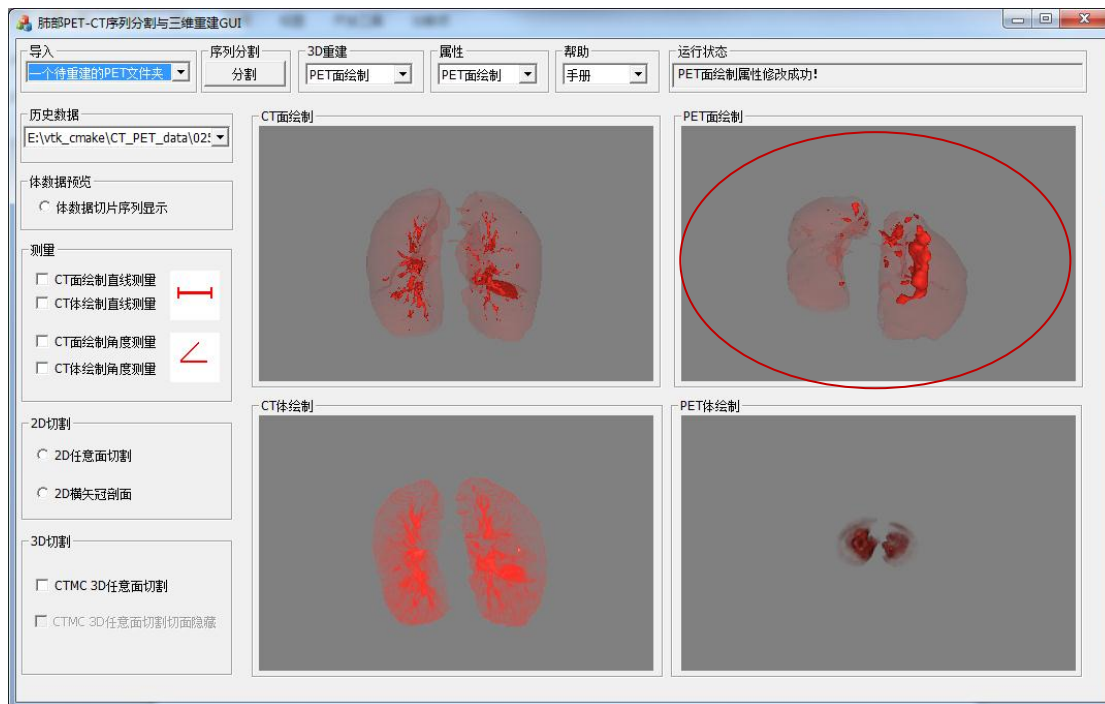 肺部PET-CT序列分割与三维重建GUI
导入
序列分割
3D重建
属性
帮助
运行状态
一个待重建的PET文件夹
分割
PET面绘制
PET面绘制
手册
PET面绘制属性修改成功!
历史数据
E:\vtk_cmake\CT_PET_data\02
体数据预览
体数据切片序列显示
测量
CT面绘制直线测量
CT体绘制直线测量
CT面绘制角度测量
CT体绘制角度测量
2D切割
2D任意面切割
2D横矢冠剖面
3D切割
CTMC 3D任意面切割
CTMC 3D任意面切割切面隐藏
CT面绘制
PET面绘制
CT体绘制
PET体绘制